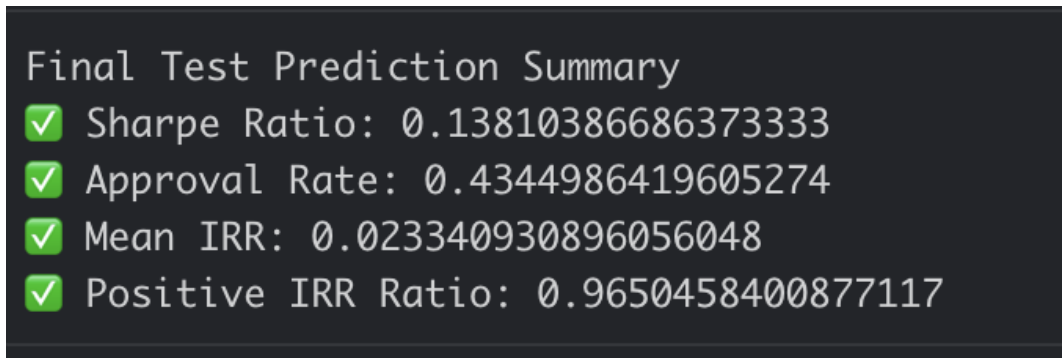 Final Test Prediction Summary
✅ Sharpe Ratio: 0.13810386686373333
✅ Approval Rate: 0.4344986419605274
✅ Mean IRR: 0.023340930896056048
✅ Positive IRR Ratio: 0.9650458400877117